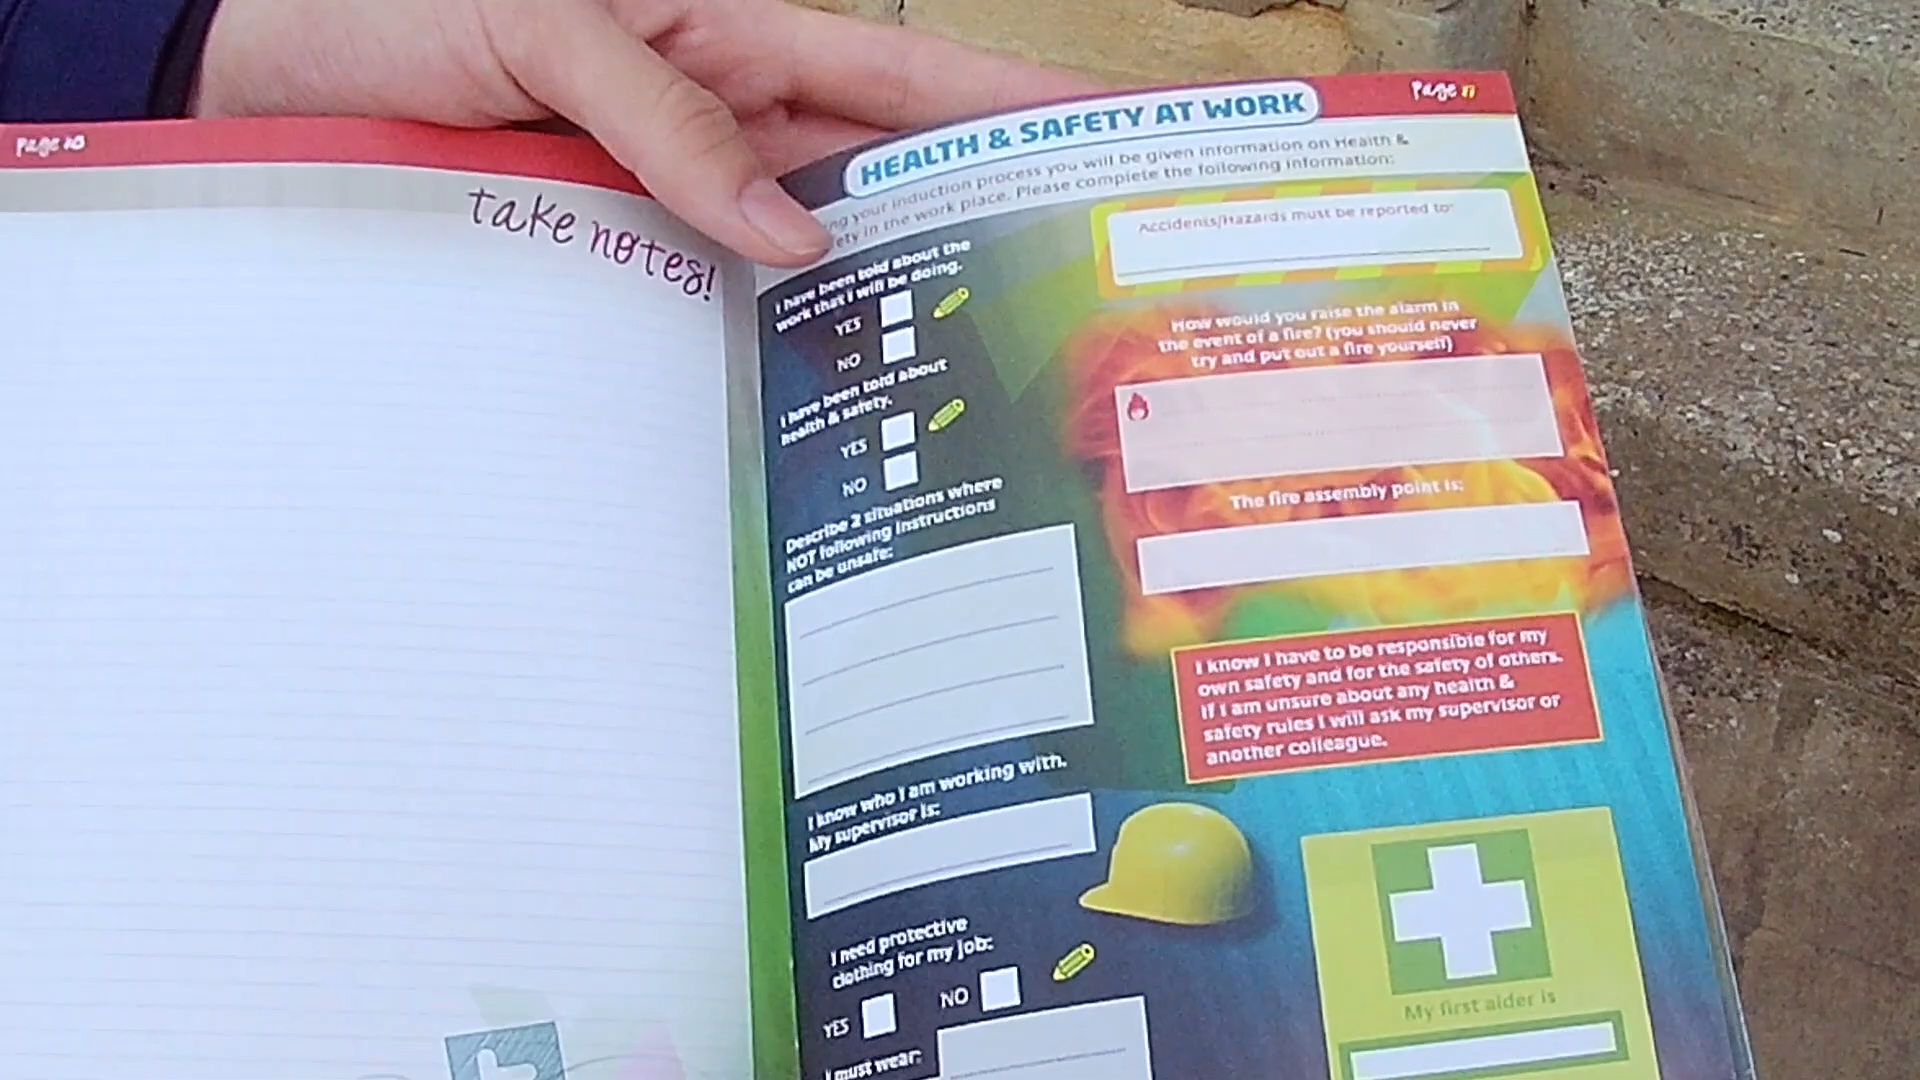 Page
take notes!
HEALTH & SAFETY AT WORK
Page
your induction process you will be given information on Health &
in the work place. Please complete the following information:
I have been told about the
work that I will be doing.
YES
NO
I have been told about
health & safety.
YES
NO
Describe 2 situations where
NOT following instructions
can be unsafe:
I know who I am working with.
My supervisor is:
I need protective
clothing for my job:
YES
NO
I must wear:
Accidents/Hazards must be reported to:
How would you raise the alarm in
the event of a fire? (you should never
try and put out a fire yourself)
The fire assembly point is:
I know I have to be responsible for my
own safety and for the safety of others.
If I am unsure about any health &
safety rules I will ask my supervisor or
another colleague.
My first aider is